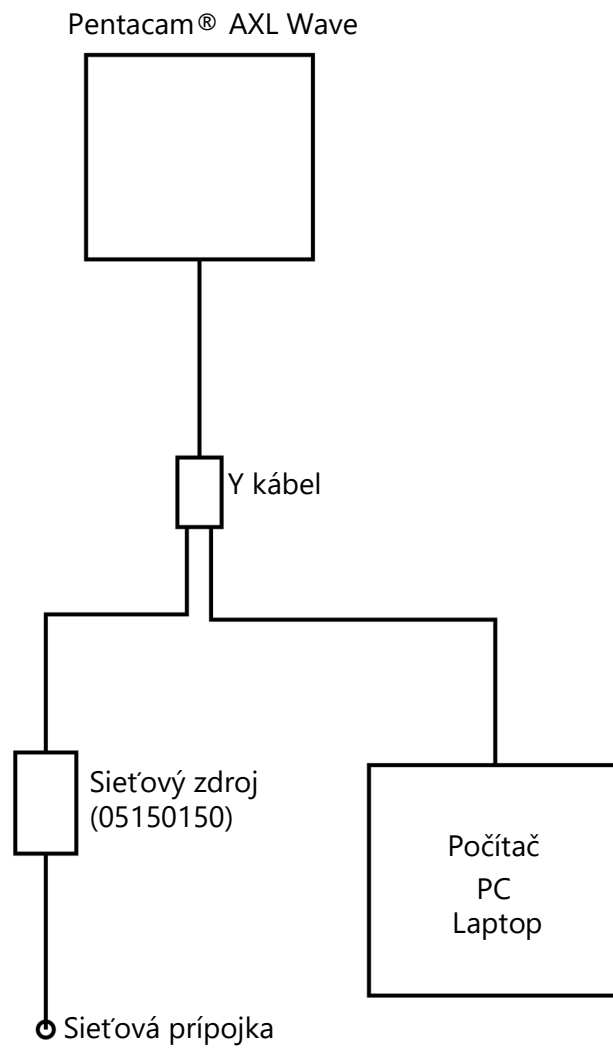 Pentacam® AXL Wave
Y kábel
Sieťový zdroj
(05150150)
Počítač
PC
Laptop
Sieťová prípojka